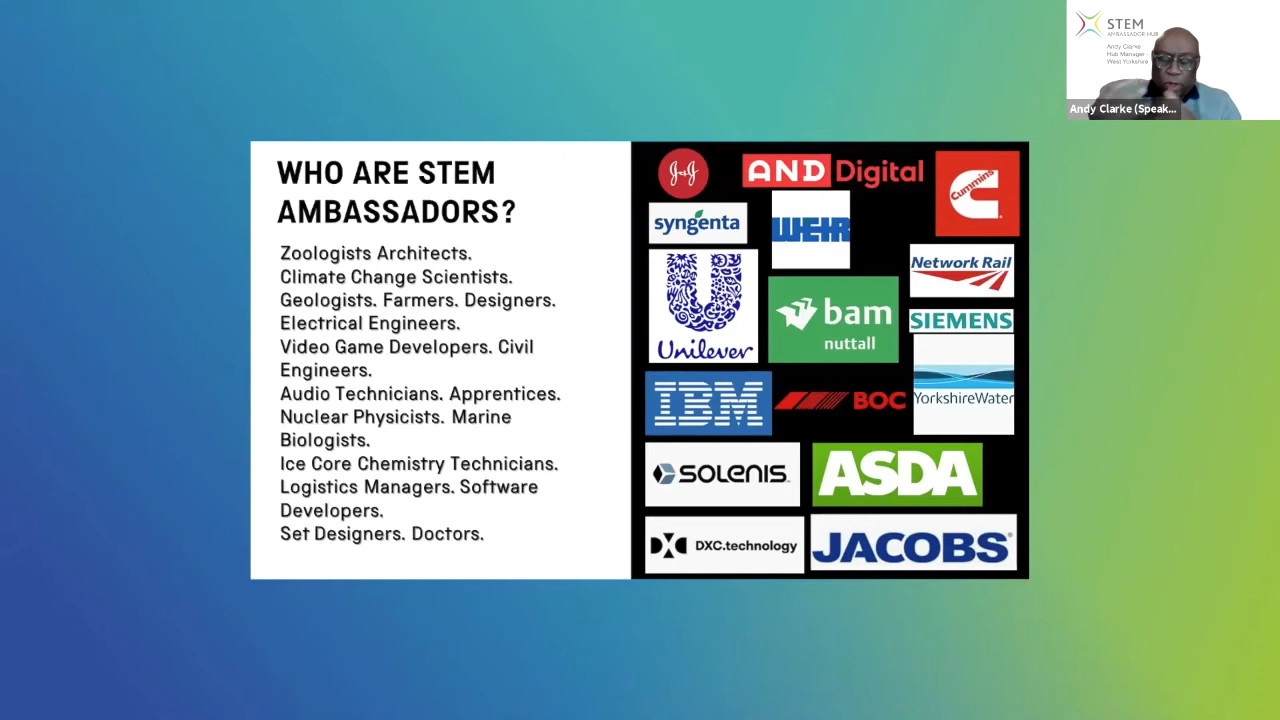 STEM
AMBASSADOR HUB
Andy Clarke
Hub Manager
West Yorkshire
Andy Clarke (Speak...
WHO ARE STEM
AMBASSADORS?
Zoologists Architects.
Climate Change Scientists.
Geologists. Farmers. Designers.
Electrical Engineers.
Video Game Developers. Civil
Engineers.
Audio Technicians. Apprentices.
Nuclear Physicists. Marine
Biologists.
Ice Core Chemistry Technicians.
Logistics Managers. Software
Developers.
Set Designers. Doctors.
J&J
AND Digital
Cummins
syngenta
WEIR
Network Rail
Unilever
bam
nuttall
SIEMENS
IBM
BOC
YorkshireWater
SOLENIS
ASDA
DXC.technology
JACOBS